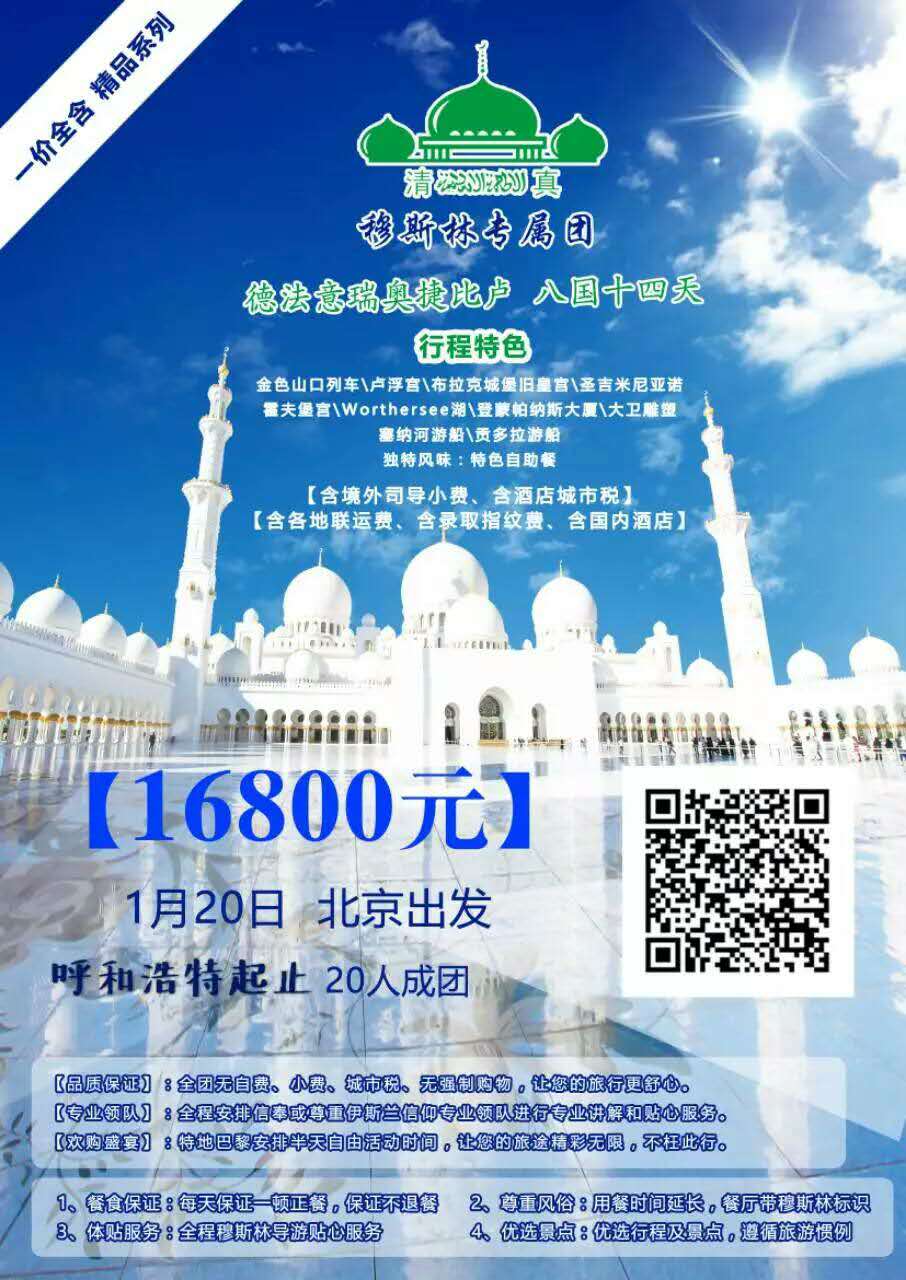 一价全含 精品系列
清 真
穆斯林专属团
德法意瑞奥捷比卢 八国十四天
行程特色
金色山口列车\卢浮宫\布拉克城堡旧皇宫\圣吉米尼亚诺
霍夫堡宫\Worthersee湖\登蒙帕纳斯大厦\大卫雕塑
塞纳河游船\贡多拉游船
独特风味：特色自助餐
【含境外司导小费、含酒店城市税】
【含各地联运费、含录取指纹费、含国内酒店】
【16800元】
1月20日 北京出发
呼和浩特起止 20人成团
【品质保证】：全团无自费、小费、城市税、无强制购物，让您的旅行更舒心。
【专业领队】：全程安排信奉或尊重伊斯兰信仰专业领队进行专业讲解和贴心服务。
【欢购盛宴】：特地巴黎安排半天自由活动时间，让您的旅途精彩无限，不枉此行。
1、餐食保证：每天保证一顿正餐，保证不退餐 2、尊重风俗：用餐时间延长，餐厅带穆斯林标识
3、体贴服务：全程穆斯林导游贴心服务 4、优选景点：优选行程及景点，遵循旅游惯例